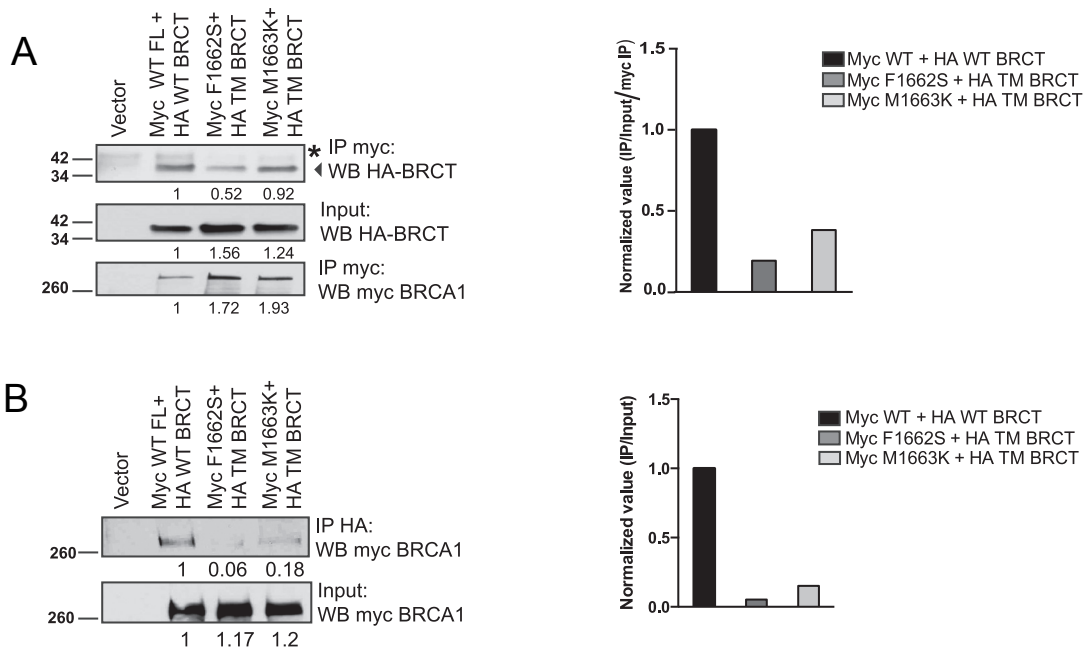 A
Vector
Myc WT FL +
HA WT BRCT
Myc F1662S+
HA TM BRCT
Myc M1663K+
HA TM BRCT
42
34
* IP myc:
WB HA-BRCT
1 0.52 0.92
42
34
Input:
WB HA-BRCT
1 1.56 1.24
260
IP myc:
WB myc BRCA1
1 1.72 1.93
Normalized value (IP/Input/myc IP)
1.5
1.0
0.5
0.0
Myc WT + HA WT BRCT
Myc F1662S + HA TM BRCT
Myc M1663K + HA TM BRCT
B
Vector
Myc WT FL+
HA WT BRCT
Myc F1662S+
HA TM BRCT
Myc M1663K+
HA TM BRCT
260
IP HA:
WB myc BRCA1
1 0.06 0.18
260
Input:
WB myc BRCA1
1 1.17 1.2
Normalized value (IP/Input)
1.5
1.0
0.5
0.0
Myc WT + HA WT BRCT
Myc F1662S + HA TM BRCT
Myc M1663K + HA TM BRCT